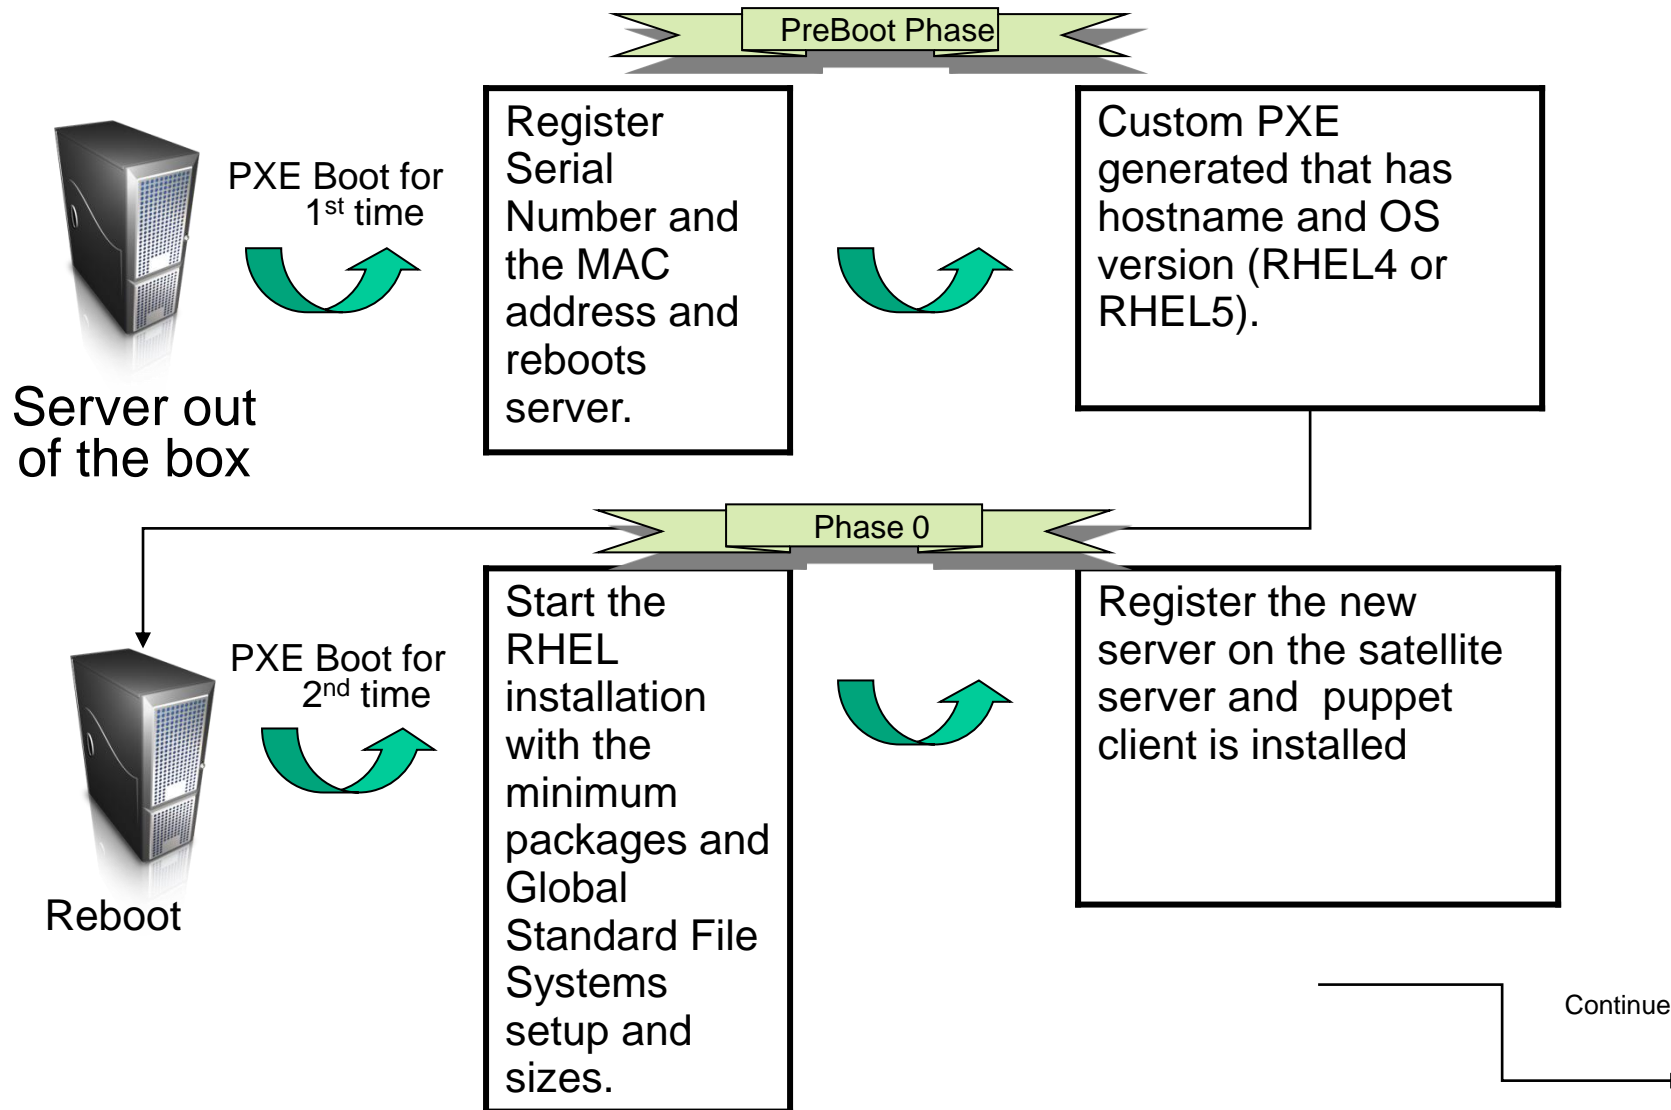 PreBoot Phase
Server out
of the box
PXE Boot for
1st time
Register
Serial
Number and
the MAC
address and
reboots
server.
Custom PXE
generated that has
hostname and OS
version (RHEL4 or
RHEL5).
Phase 0
Reboot
PXE Boot for
2nd time
Start the
RHEL
installation
with the
minimum
packages and
Global
Standard File
Systems
setup and
sizes.
Register the new
server on the satellite
server and  puppet
client is installed
Continue